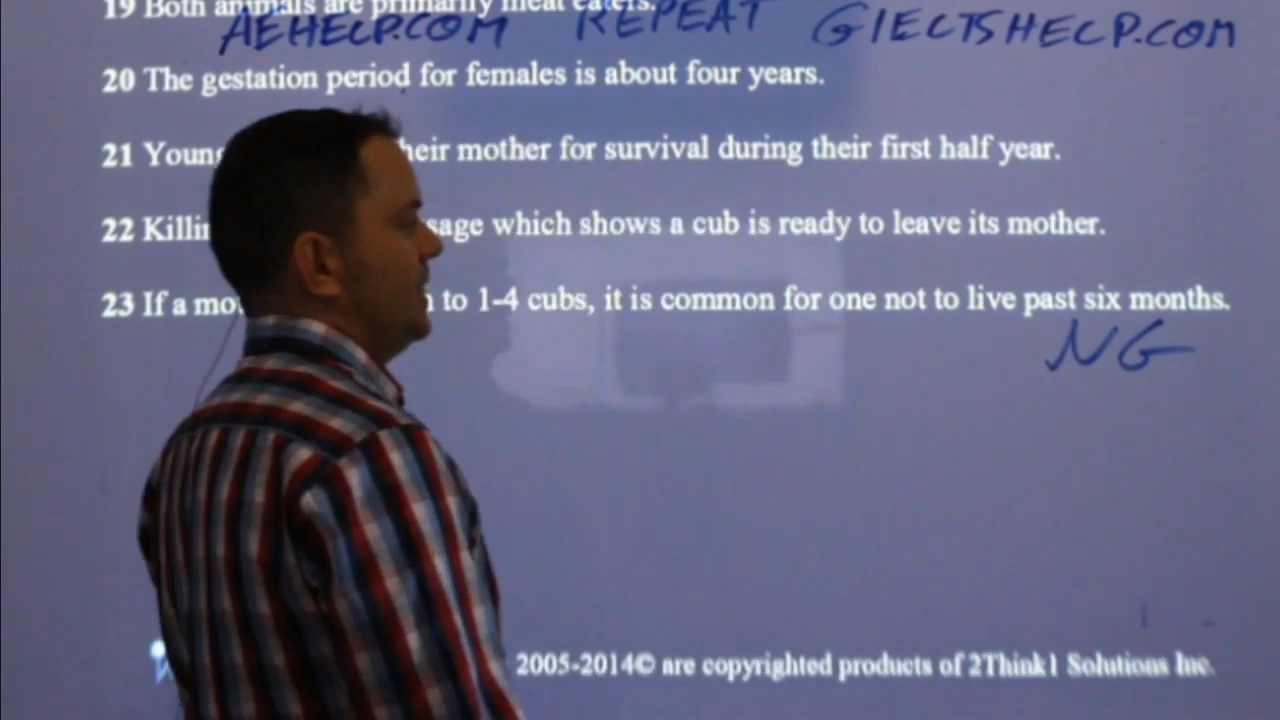 19 Both animals are primarily meat eaters.
AEHELP.COM REPEAT GIELTSHELP.COM
20 The gestation period for females is about four years.
21 Young heir mother for survival during their first half year.
22 Killin sage which shows a cub is ready to leave its mother.
23 If a mo to 1-4 cubs, it is common for one not to live past six months.
NG
2005-2014© are copyrighted products of 2Think1 Solutions Inc.